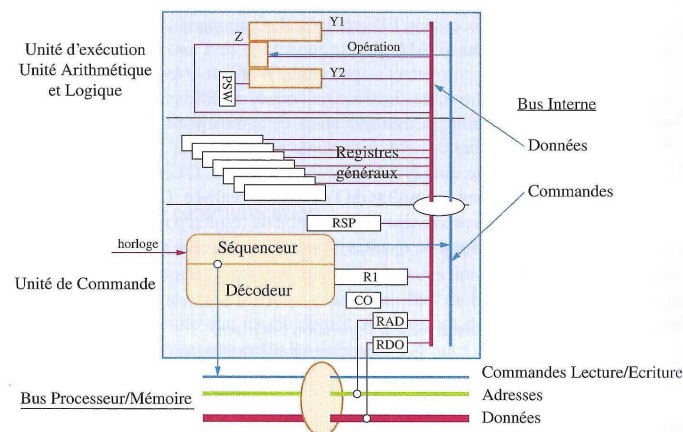 Y1
Unité d'exécution
Unité Arithmétique
et Logique
Z
Opération
Y2
PSW
Bus Interne
Données
Commandes
Registres
généraux
RSP
horloge
Séquenceur
Décodeur
Unité de Commande
R1
CO
RAD
RDO
Commandes Lecture/Ecriture
Adresses
Données
Bus Processeur/Mémoire